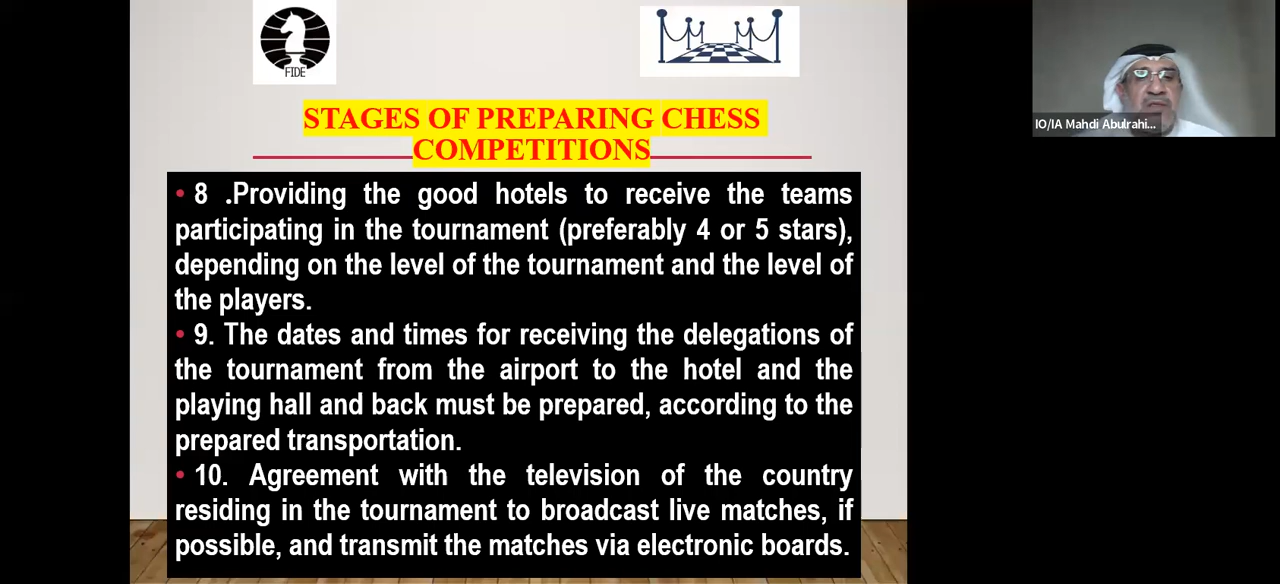 FIDE
STAGES OF PREPARING CHESS
COMPETITIONS
• 8 .Providing the good hotels to receive the teams
participating in the tournament (preferably 4 or 5 stars),
depending on the level of the tournament and the level of
the players.
• 9. The dates and times for receiving the delegations of
the tournament from the airport to the hotel and the
playing hall and back must be prepared, according to the
prepared transportation.
• 10. Agreement with the television of the country
residing in the tournament to broadcast live matches, if
possible, and transmit the matches via electronic boards.
IO/IA Mahdi Abulrahi...